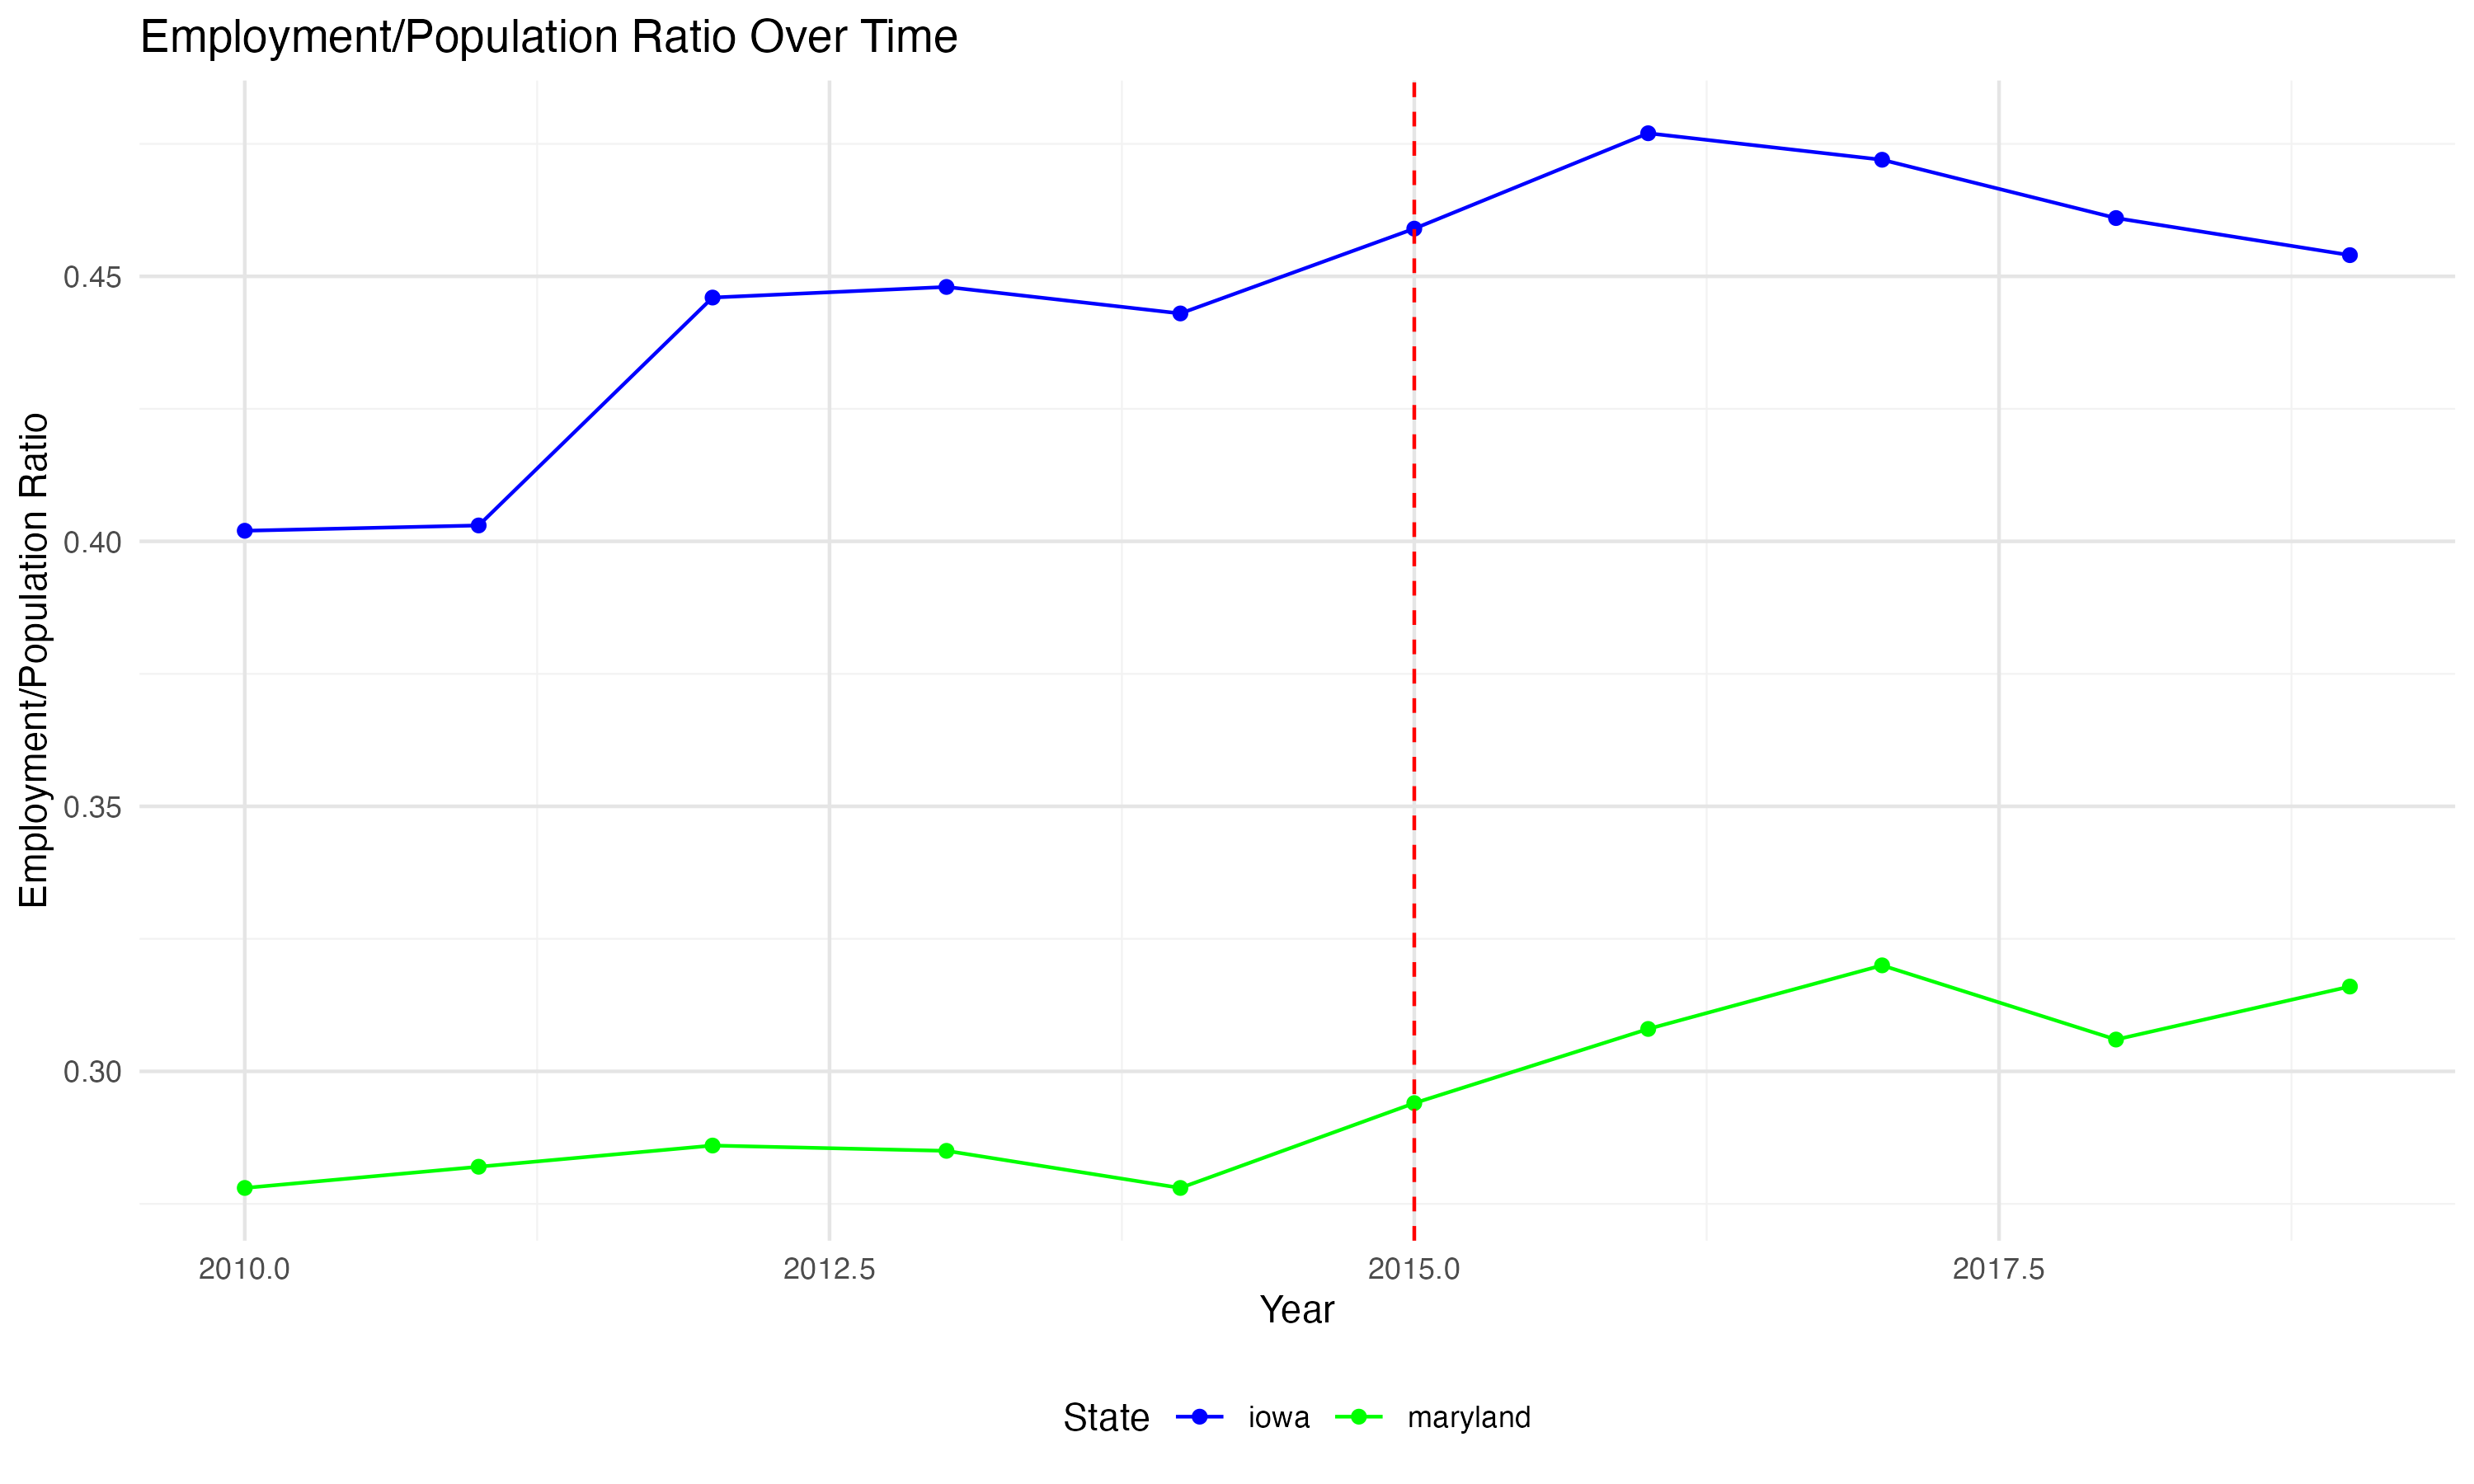 Employment/Population Ratio Over Time
Employment/Population Ratio
0.45
0.40
0.35
0.30
2010.0 2012.5 2015.0 2017.5
Year
State iowa maryland